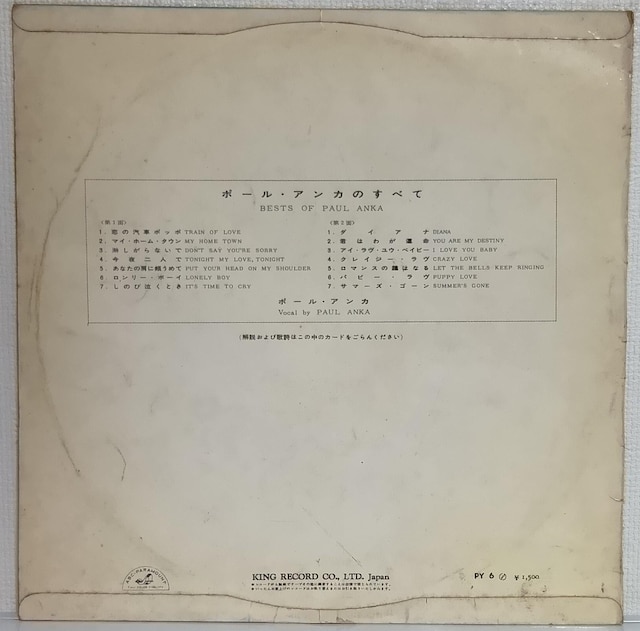 ポール・アンカのすべて
BESTS OF PAUL ANKA
(第1面)
1. 恋の汽車ポッポ TRAIN OF LOVE
2. マイ・ホーム・タウン MY HOME TOWN
3. 淋しがらないで DON'T SAY YOU'RE SORRY
4. 今夜二人で TONIGHT MY LOVE, TONIGHT
5. あなたの肩に頬うめて PUT YOUR HEAD ON MY SHOULDER
6. ロンリー・ボーイ LONELY BOY
7. しのび泣くとき IT'S TIME TO CRY
(第2面)
1. ダイアナ DIANA
2. 君はわが運命 YOU ARE MY DESTINY
3. アイ・ラヴ・ユウ・ベイビー I LOVE YOU BABY
4. クレイジー・ラヴ CRAZY LOVE
5. ロマンスの鐘はなる LET THE BELLS KEEP RINGING
6. パピー・ラヴ PUPPY LOVE
7. サマーズ・ゴーン SUMMER'S GONE
ポール・アンカ
Vocal by PAUL ANKA
(解説および歌詩はこの中のカードをごらんください)
ABC-PARAMOUNT
KING RECORD CO., LTD. Japan
PY 6 ¥1,500